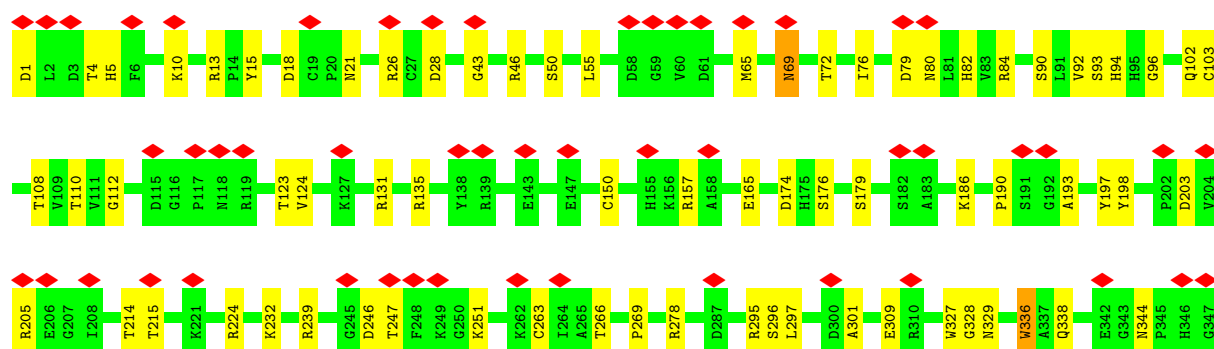 D1 L2 D3 T4 H5 F6 K10 R13 P14 Y15 D18 C19 P20 N21 R26 C27 D28 G43 R46 S50 L55 D58 G59 V60 D61 M65 N69 T72 I76 D79 N80 L81 H82 V83 R84 S90 L91 V92 S93 H94 H95 G96 Q102 C103
T108 V109 T110 V111 G112 D115 G116 P117 N118 R119 T123 V124 K127 R131 R135 Y138 R139 E143 E147 C150 H155 K156 R157 A158 E165 D174 H175 S176 S179 S182 A183 K186 P190 S191 G192 A193 Y197 Y198 P202 D203 V204
R205 E206 G207 I208 T214 T215 K221 R224 K232 R239 G245 D246 T247 F248 K249 G250 K251 K262 C263 I264 A265 T266 P269 R278 D287 R295 S296 L297 D300 A301 E309 R310 W327 G328 N329 W336 A337 Q338 E342 G343 N344 P345 H346 G347